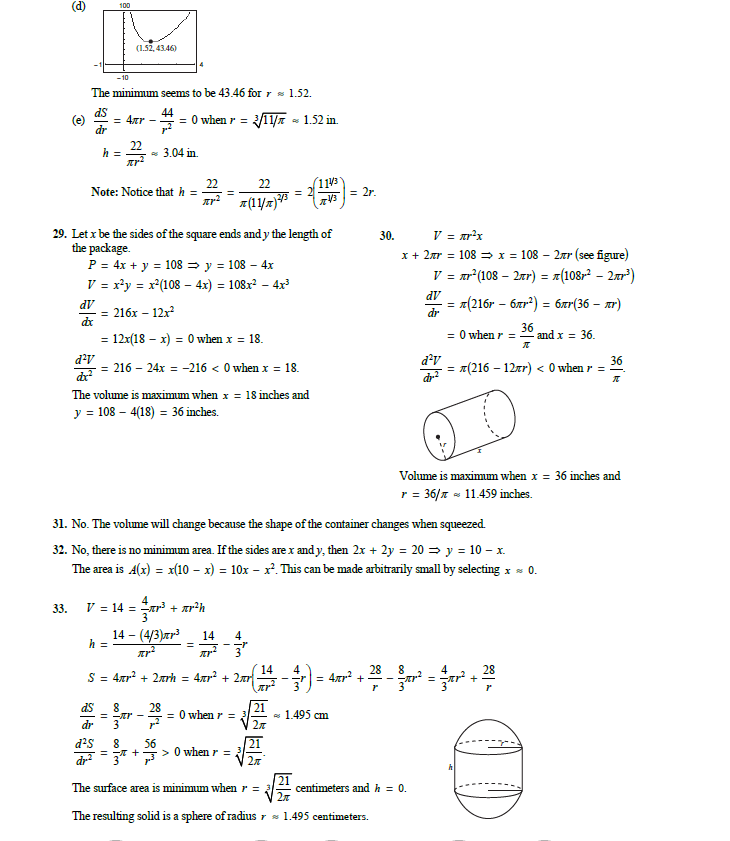 (d)
100
(1.52, 43.46)
−1
4
−10
The minimum seems to be 43.46 for r ≈ 1.52.
(e) dS/dr = 4πr − 44/r² = 0 when r = ∛(11/π) ≈ 1.52 in.
h = 22/(πr²) ≈ 3.04 in.
Note: Notice that h = 22/(πr²) = 22/(π(11/π)^(2/3)) = 2(11^(1/3)/π^(1/3)) = 2r.
29. Let x be the sides of the square ends and y the length of
the package.
P = 4x + y = 108 ⇒ y = 108 − 4x
V = x²y = x²(108 − 4x) = 108x² − 4x³
dV/dx = 216x − 12x²
= 12x(18 − x) = 0 when x = 18.
d²V/dx² = 216 − 24x = −216 < 0 when x = 18.
The volume is maximum when x = 18 inches and
y = 108 − 4(18) = 36 inches.
30. V = πr²x
x + 2πr = 108 ⇒ x = 108 − 2πr (see figure)
V = πr²(108 − 2πr) = π(108r² − 2πr³)
dV/dr = π(216r − 6πr²) = 6πr(36 − πr)
= 0 when r = 36/π and x = 36.
d²V/dr² = π(216 − 12πr) < 0 when r = 36/π.
r
x
Volume is maximum when x = 36 inches and
r = 36/π ≈ 11.459 inches.
31. No. The volume will change because the shape of the container changes when squeezed.
32. No, there is no minimum area. If the sides are x and y, then 2x + 2y = 20 ⇒ y = 10 − x.
The area is A(x) = x(10 − x) = 10x − x². This can be made arbitrarily small by selecting x ≈ 0.
33. V = 14 = 4/3πr³ + πr²h
h = (14 − (4/3)πr³)/(πr²) = 14/(πr²) − 4/3r
S = 4πr² + 2πrh = 4πr² + 2πr(14/(πr²) − 4/3r) = 4πr² + 28/r − 8/3πr² = 4/3πr² + 28/r
dS/dr = 8/3πr − 28/r² = 0 when r = ∛(21/2π) ≈ 1.495 cm
d²S/dr² = 8/3π + 56/r³ > 0 when r = ∛(21/2π).
The surface area is minimum when r = ∛(21/2π) centimeters and h = 0.
The resulting solid is a sphere of radius r ≈ 1.495 centimeters.
r
h